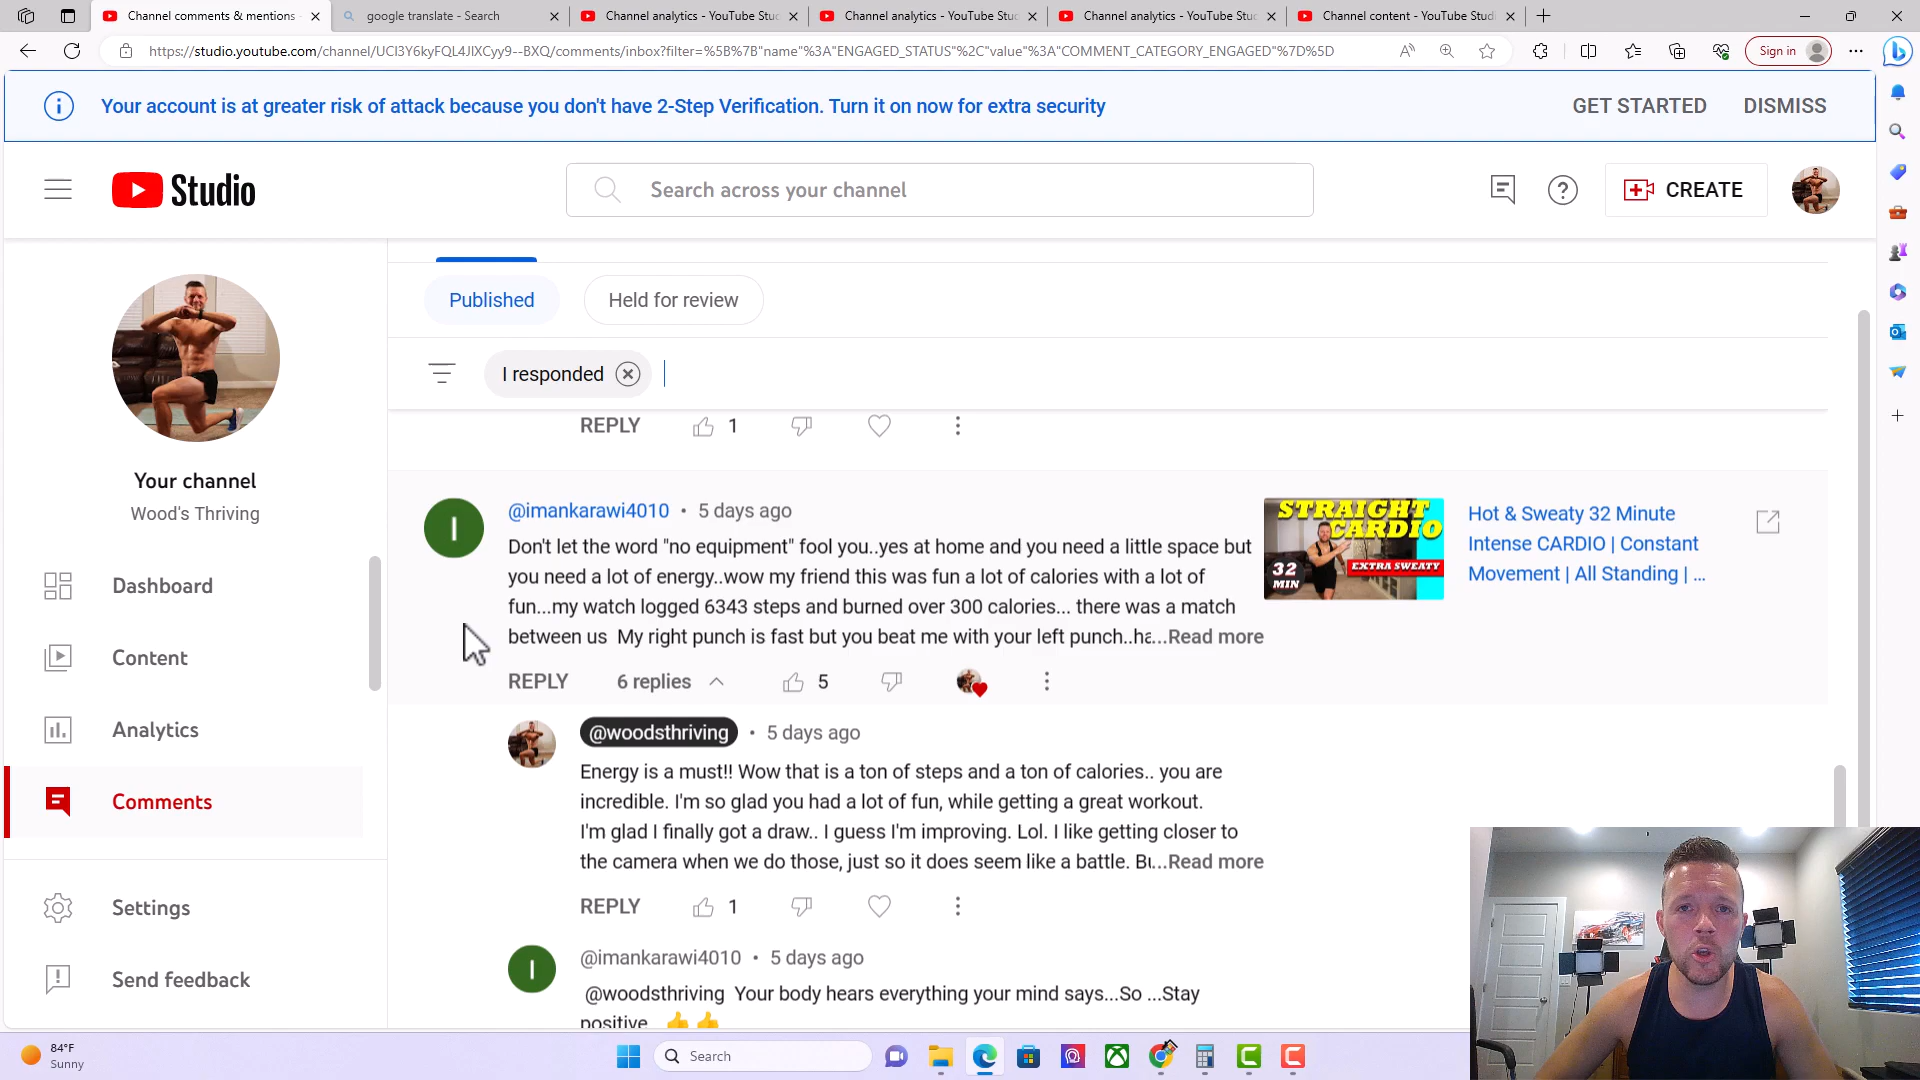 Channel comments & mentions
google translate - Search
Channel analytics - YouTube Stud
Channel analytics - YouTube Stud
Channel analytics - YouTube Stud
Channel content - YouTube Studi
https://studio.youtube.com/channel/UCI3Y6kyFQL4JIXCyy9--BXQ/comments/inbox?filter=%5B%7B"name"%3A"ENGAGED_STATUS"%2C"value"%3A"COMMENT_CATEGORY_ENGAGED"%7D%5D
Sign in
Your account is at greater risk of attack because you don't have 2-Step Verification. Turn it on now for extra security
GET STARTED
DISMISS
Studio
Search across your channel
CREATE
Your channel
Wood's Thriving
Dashboard
Content
Analytics
Comments
Settings
Send feedback
Published
Held for review
I responded
REPLY 1
I
@imankarawi4010 • 5 days ago
Don't let the word "no equipment" fool you..yes at home and you need a little space but
you need a lot of energy..wow my friend this was fun a lot of calories with a lot of
fun...my watch logged 6343 steps and burned over 300 calories... there was a match
between us My right punch is fast but you beat me with your left punch..ha...Read more
REPLY 6 replies 5
STRAIGHT
CARDIO
EXTRA SWEATY
32
MIN
Hot & Sweaty 32 Minute
Intense CARDIO | Constant
Movement | All Standing | ...
@woodsthriving • 5 days ago
Energy is a must!! Wow that is a ton of steps and a ton of calories.. you are
incredible. I'm so glad you had a lot of fun, while getting a great workout.
I'm glad I finally got a draw.. I guess I'm improving. Lol. I like getting closer to
the camera when we do those, just so it does seem like a battle. Bu...Read more
REPLY 1
I
@imankarawi4010 • 5 days ago
@woodsthriving Your body hears everything your mind says...So ...Stay
positive 👍👍
84°F
Sunny
Search